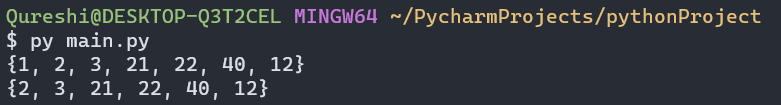 Qureshi@DESKTOP-Q3T2CEL MINGW64 ~/PycharmProjects/pythonProject
$ py main.py
{1, 2, 3, 21, 22, 40, 12}
{2, 3, 21, 22, 40, 12}